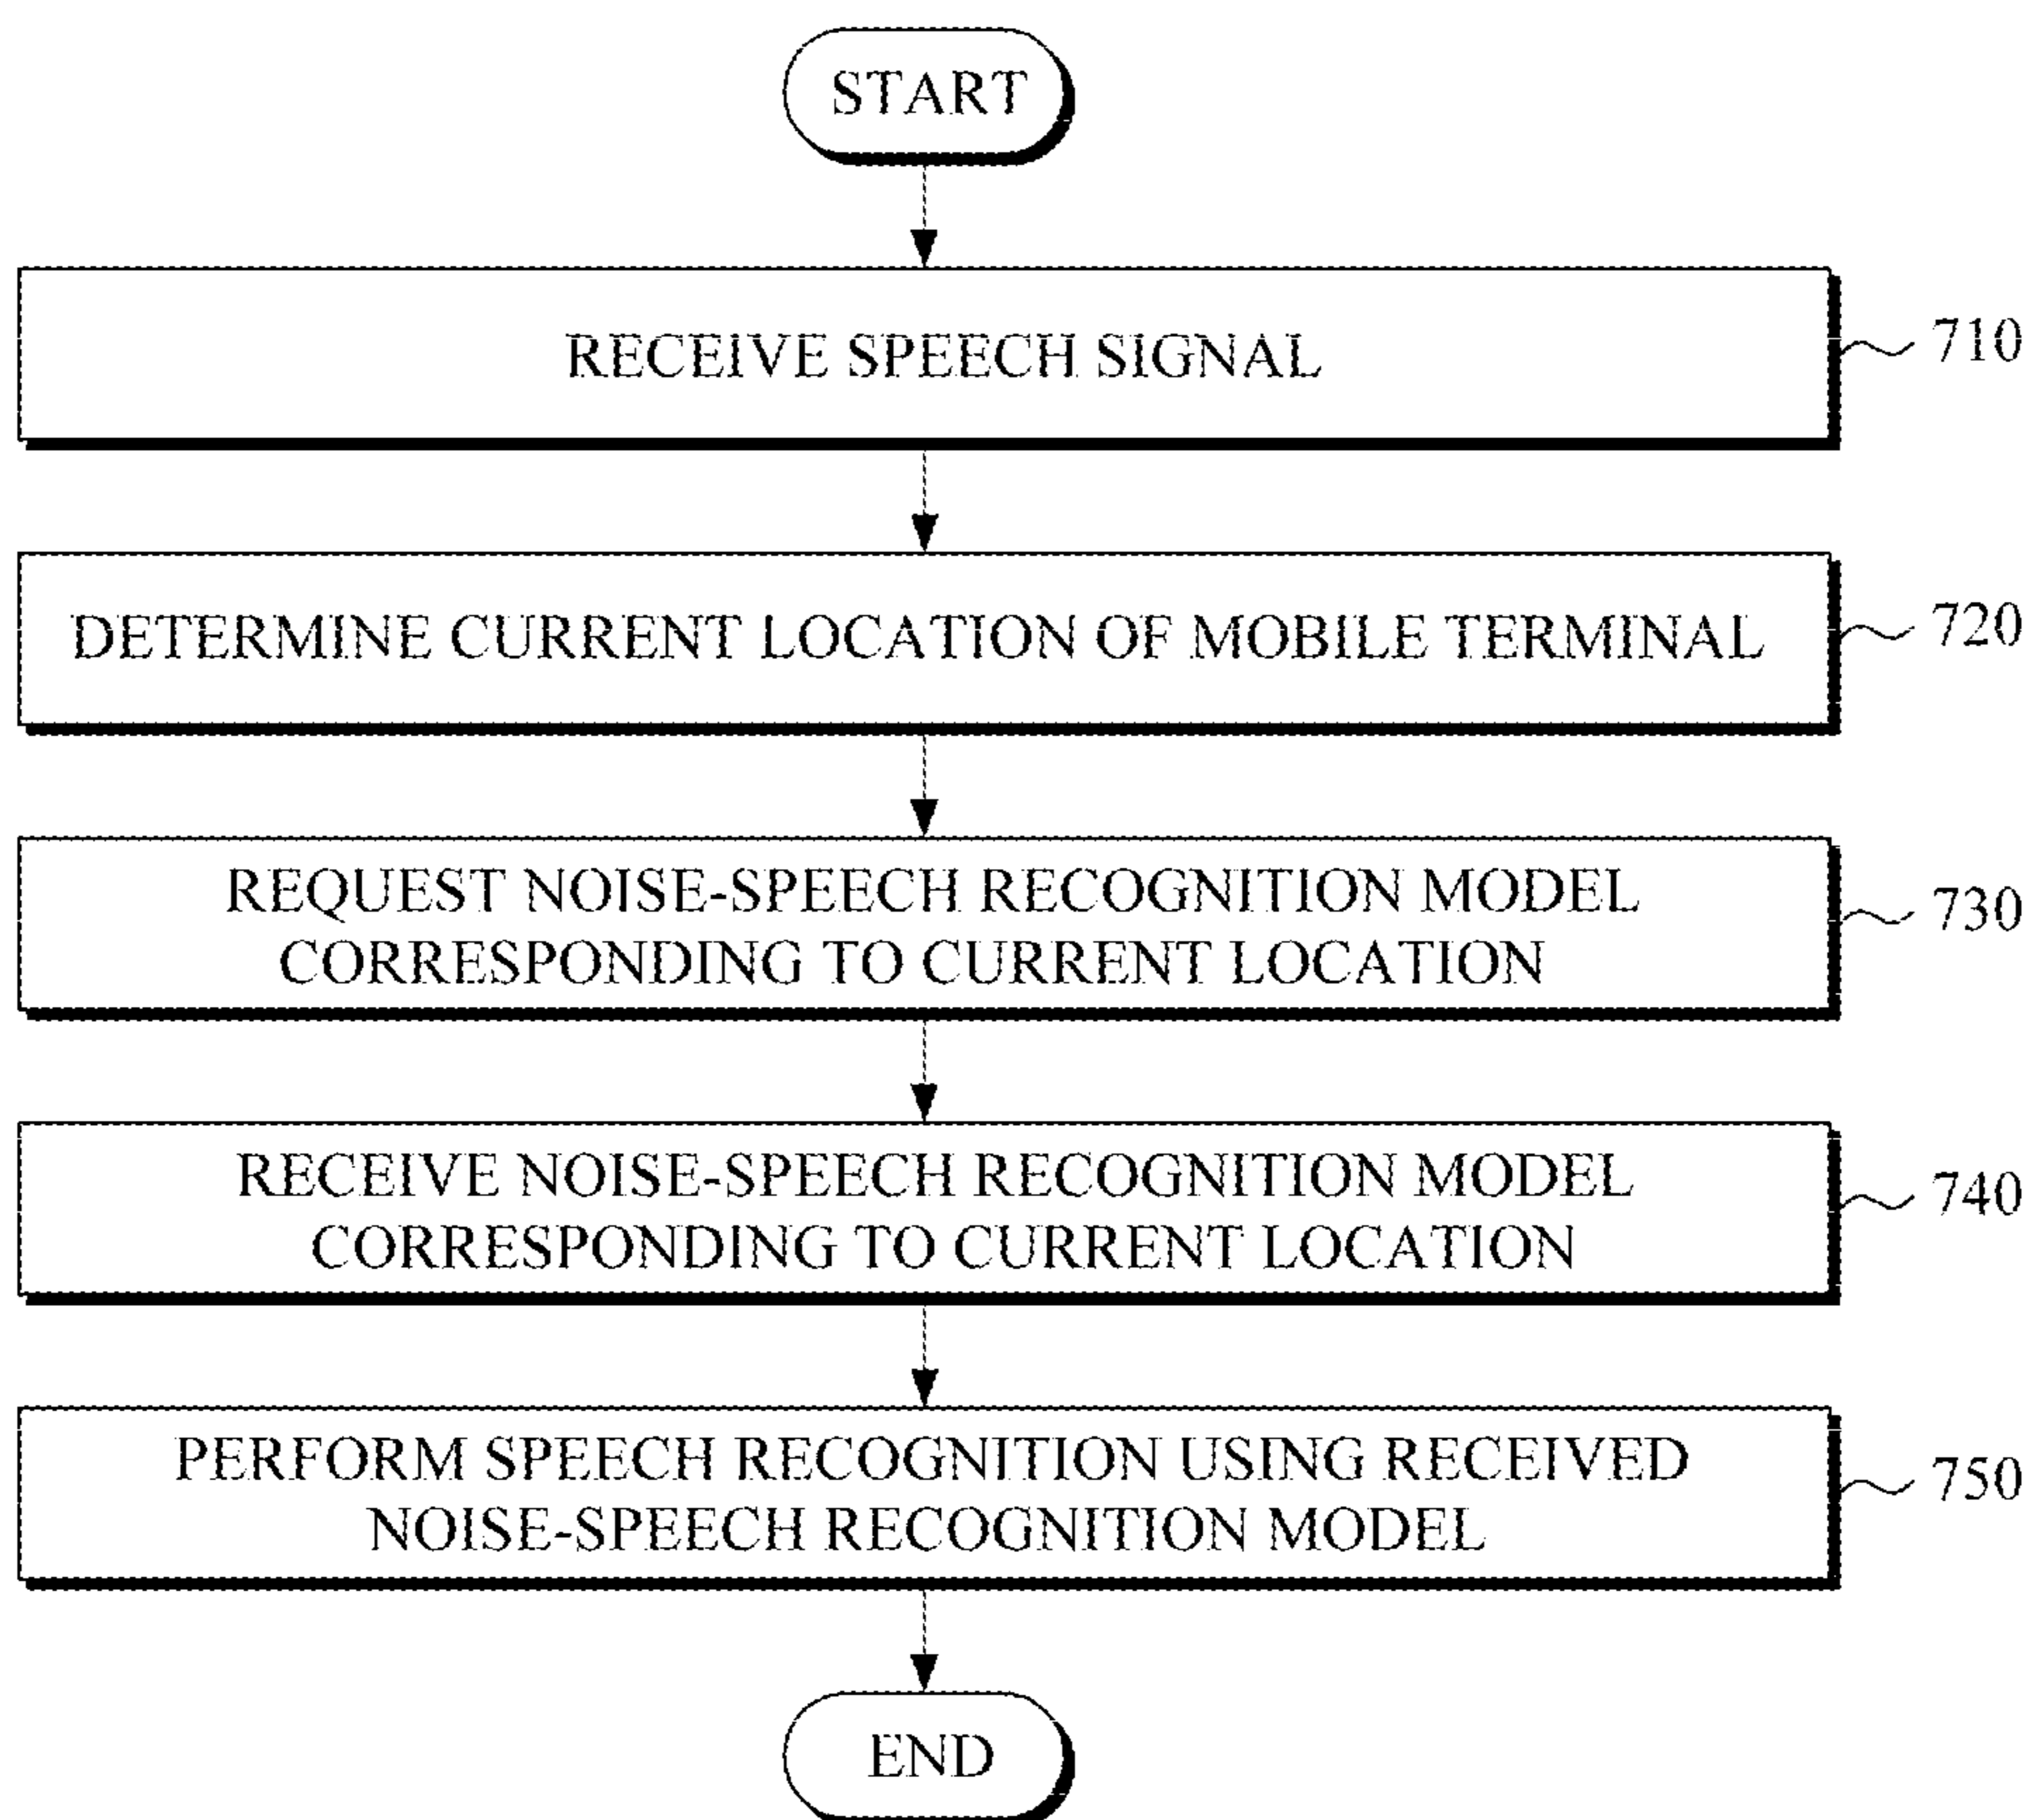 START
RECEIVE SPEECH SIGNAL
710
DETERMINE CURRENT LOCATION OF MOBILE TERMINAL
720
REQUEST NOISE-SPEECH RECOGNITION MODEL
CORRESPONDING TO CURRENT LOCATION
730
RECEIVE NOISE-SPEECH RECOGNITION MODEL
CORRESPONDING TO CURRENT LOCATION
740
PERFORM SPEECH RECOGNITION USING RECEIVED
NOISE-SPEECH RECOGNITION MODEL
750
END